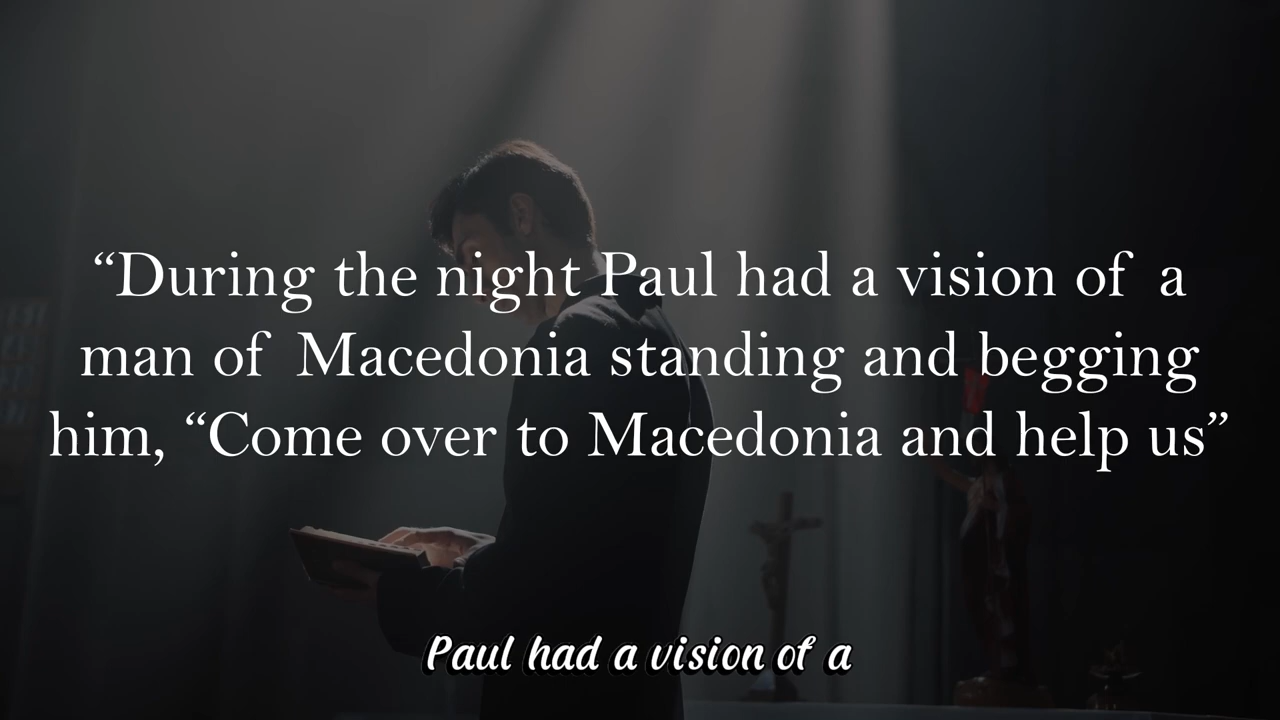 “During the night Paul had a vision of a
man of Macedonia standing and begging
him, “Come over to Macedonia and help us”
Paul had a vision of a